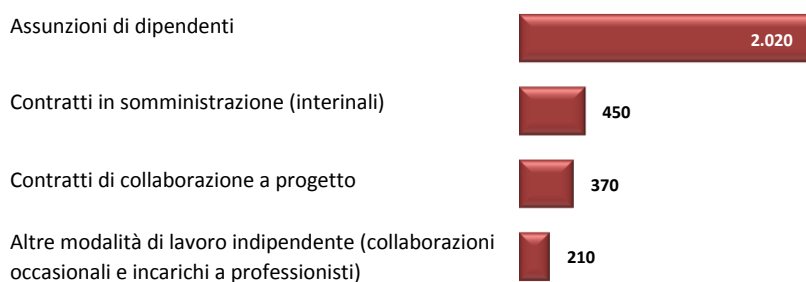 Assunzioni di dipendenti
2.020
Contratti in somministrazione (interinali)
450
Contratti di collaborazione a progetto
370
Altre modalità di lavoro indipendente (collaborazioni
occasionali e incarichi a professionisti)
210